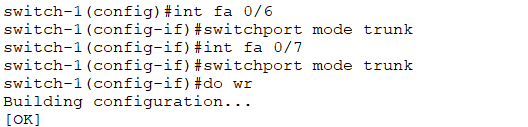 switch-1(config)#int fa 0/6
switch-1(config-if)#switchport mode trunk
switch-1(config-if)#int fa 0/7
switch-1(config-if)#switchport mode trunk
switch-1(config-if)#do wr
Building configuration...
[OK]